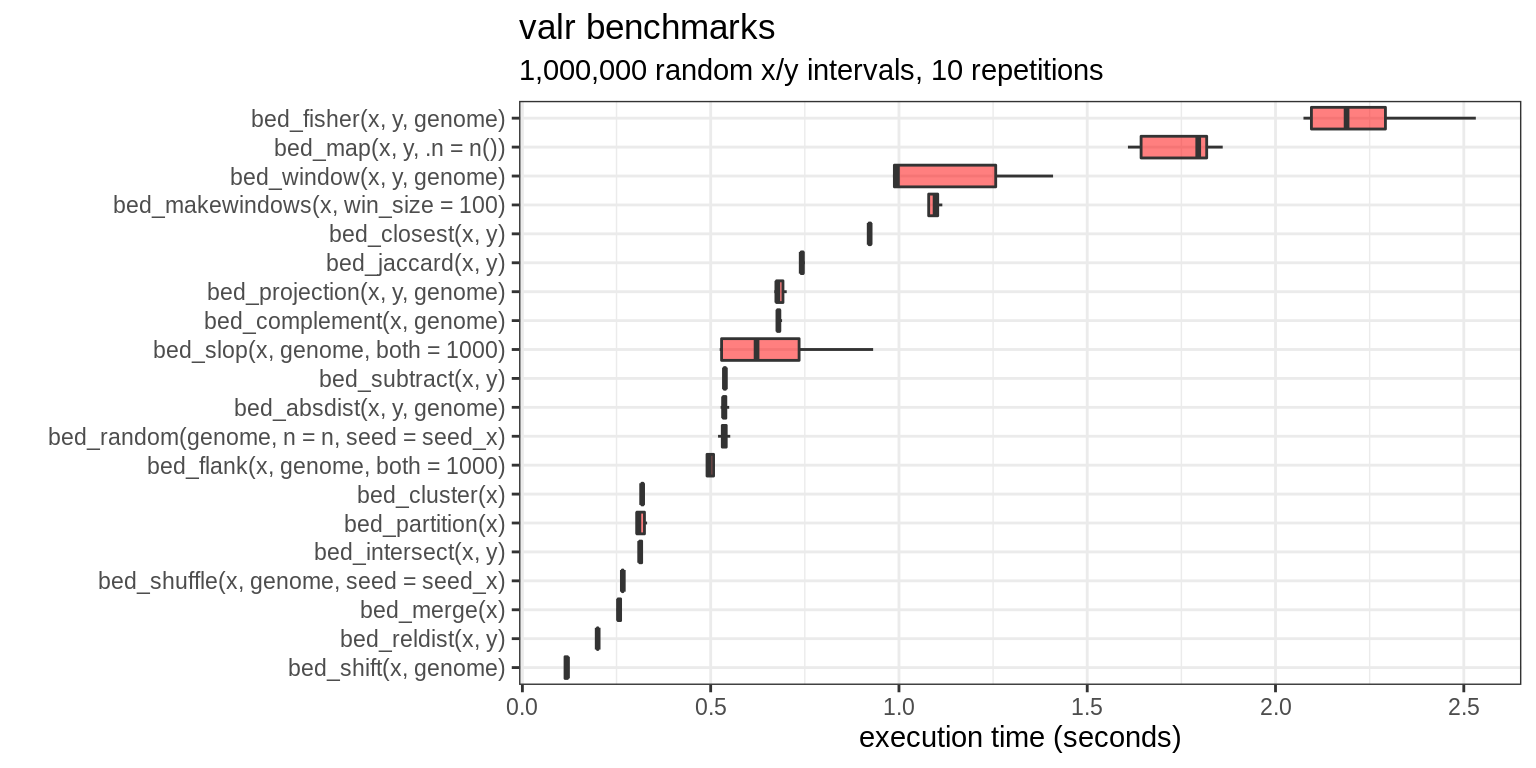 valr benchmarks
1,000,000 random x/y intervals, 10 repetitions
bed_fisher(x, y, genome)
bed_map(x, y, .n = n())
bed_window(x, y, genome)
bed_makewindows(x, win_size = 100)
bed_closest(x, y)
bed_jaccard(x, y)
bed_projection(x, y, genome)
bed_complement(x, genome)
bed_slop(x, genome, both = 1000)
bed_subtract(x, y)
bed_absdist(x, y, genome)
bed_random(genome, n = n, seed = seed_x)
bed_flank(x, genome, both = 1000)
bed_cluster(x)
bed_partition(x)
bed_intersect(x, y)
bed_shuffle(x, genome, seed = seed_x)
bed_merge(x)
bed_reldist(x, y)
bed_shift(x, genome)
0.0 0.5 1.0 1.5 2.0 2.5
execution time (seconds)